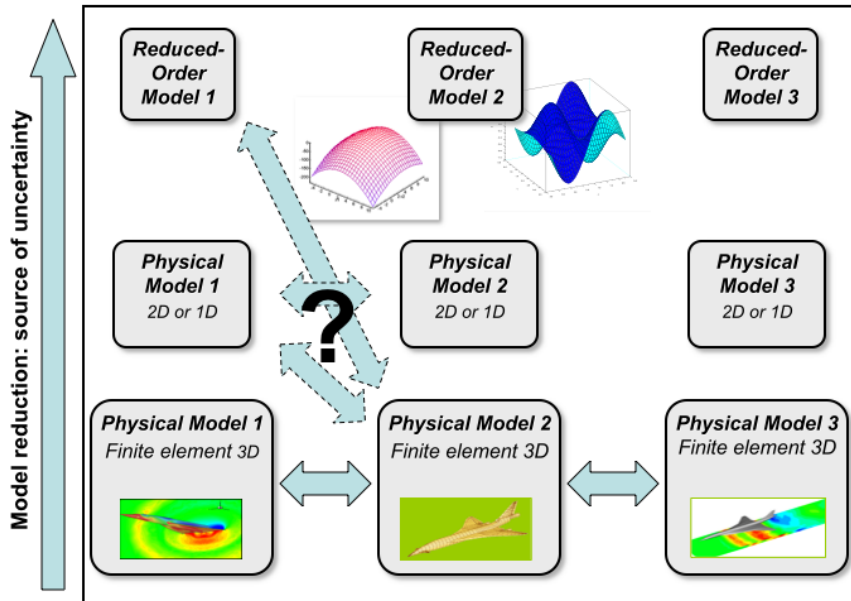 Model reduction: source of uncertainty
Reduced-
Order
Model 1
Reduced-
Order
Model 2
Reduced-
Order
Model 3
Physical
Model 1
2D or 1D
Physical
Model 2
2D or 1D
Physical
Model 3
2D or 1D
?
Physical Model 1
Finite element 3D
Physical Model 2
Finite element 3D
Physical Model 3
Finite element 3D